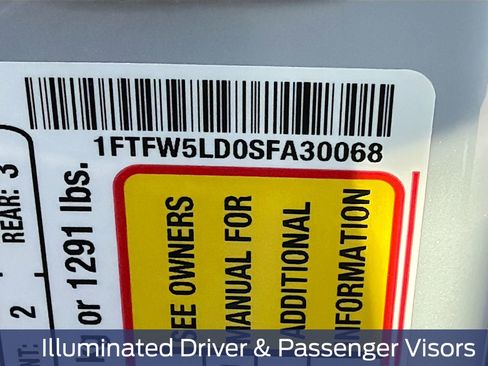 1FTFW5LD0SFA30068
REAR: 3
2
or 1291 lbs.
SEE OWNERS
MANUAL FOR
ADDITIONAL
INFORMATION
Illuminated Driver & Passenger Visors